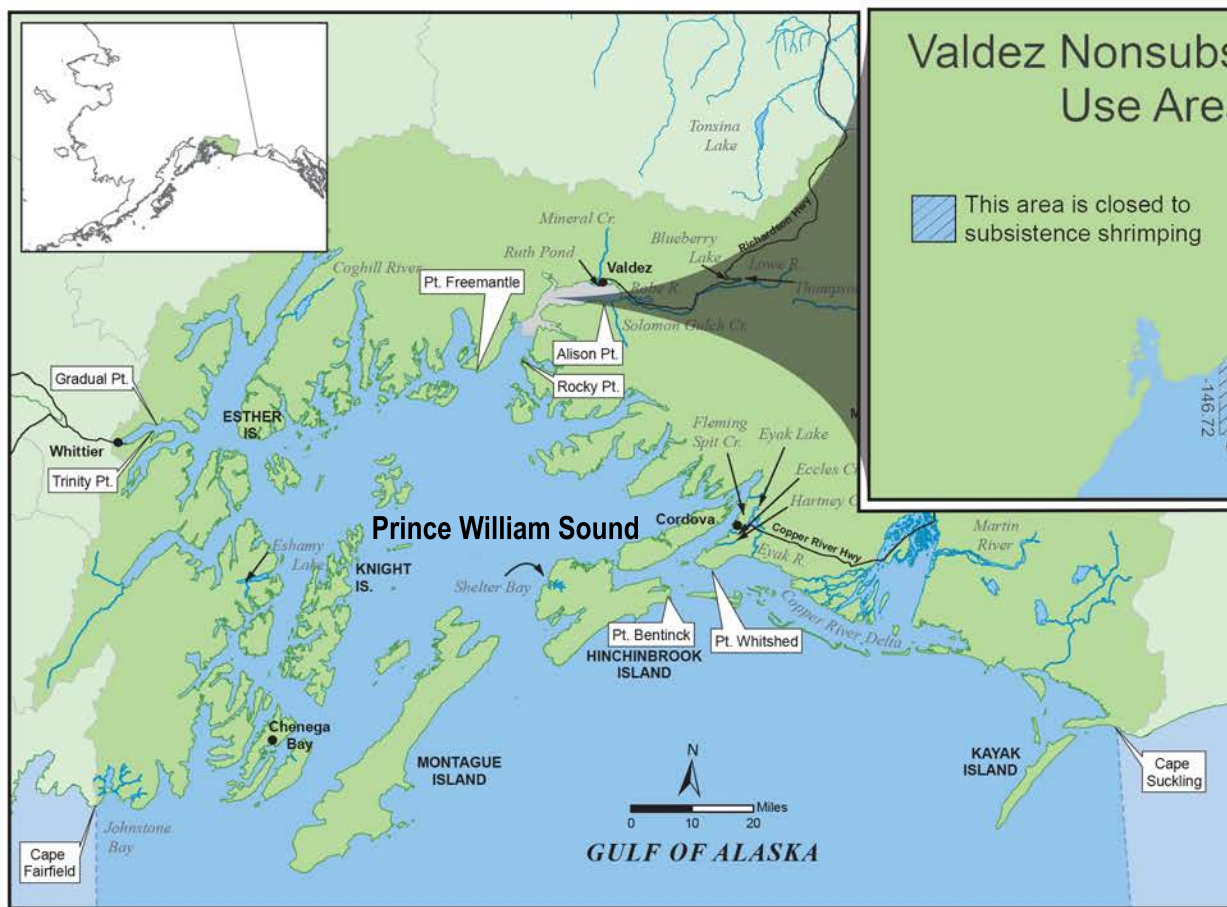 Valdez Nonsubs
Use Are
This area is closed to
subsistence shrimping
-146.72
Tonsina
Lake
Mineral Cr.
Ruth Pond
Valdez
Blueberry
Lake
Richardson Hwy
Lowe R.
Thompson
Robe R.
Solomon Gulch Cr.
Coghill River
Pt. Freemantle
Alison Pt.
Rocky Pt.
Gradual Pt.
ESTHER
IS.
Whittier
Trinity Pt.
Fleming
Spit Cr.
Eyak Lake
Eccles Cr
Hartney C
M
Prince William Sound
Cordova
Copper River Hwy
Eyak R.
Martin
River
Eshamy
Lake
KNIGHT
IS.
Shelter Bay
Copper River Delta
Pt. Bentinck
Pt. Whitshed
HINCHINBROOK
ISLAND
Chenega
Bay
MONTAGUE
ISLAND
KAYAK
ISLAND
Cape
Suckling
N
Miles
0 10 20
GULF OF ALASKA
Johnstone
Bay
Cape
Fairfield